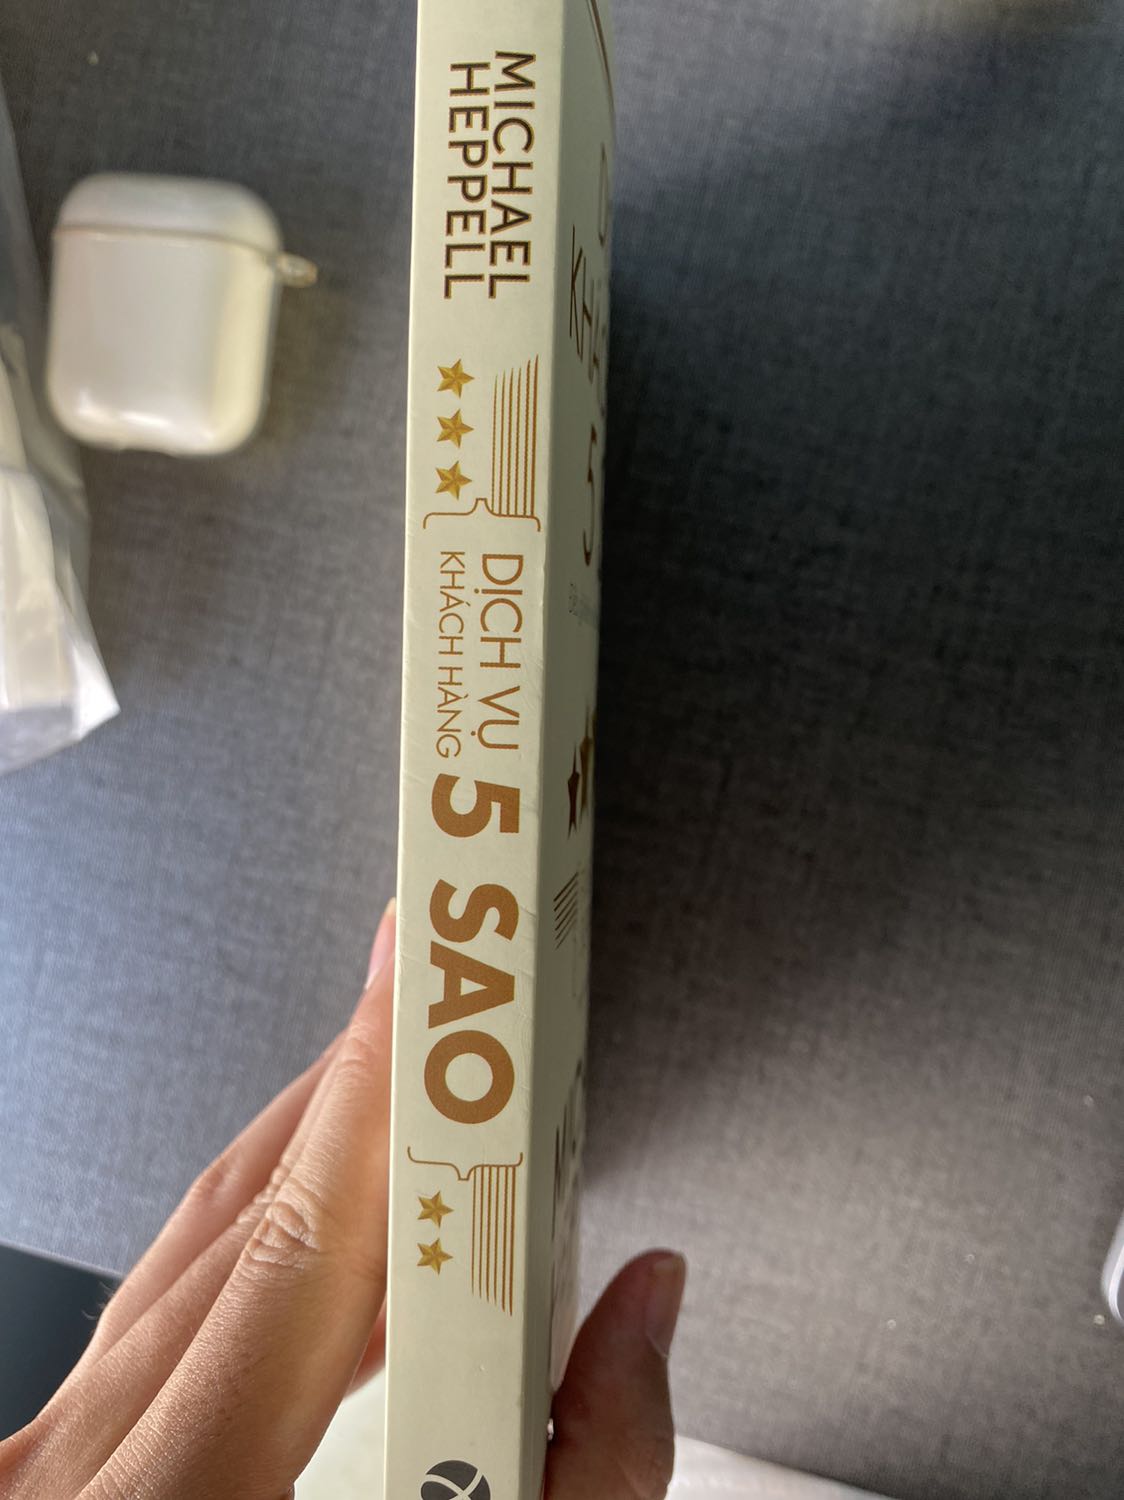 MICHAEL
HEPPELL
DỊCH VỤ
KHÁCH HÀNG
5 SAO